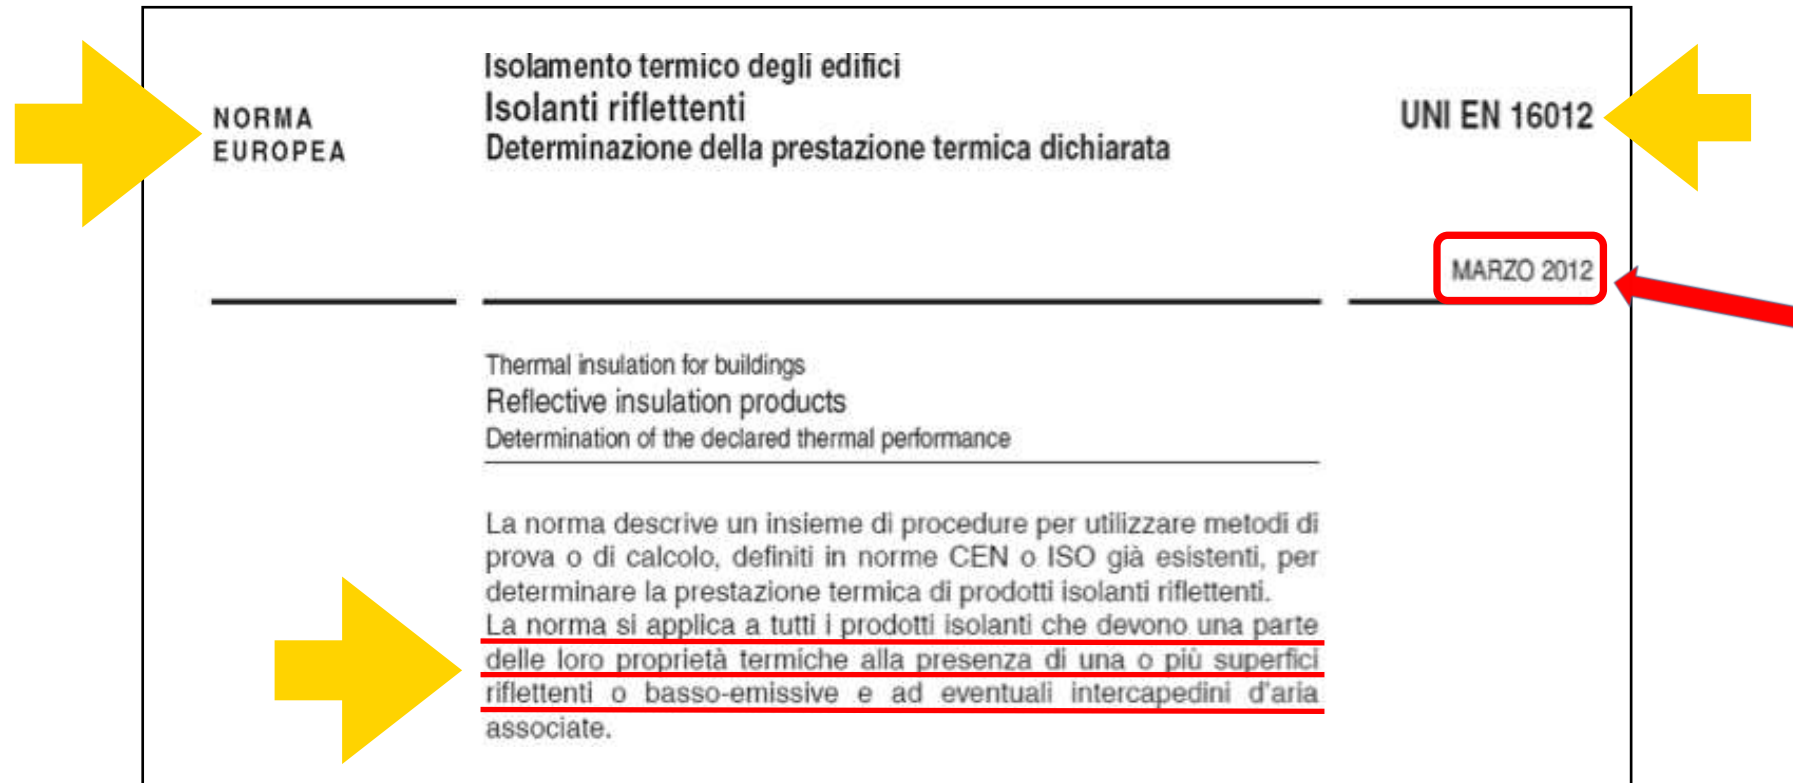 NORMA
EUROPEA
Isolamento termico degli edifici
Isolanti riflettenti
Determinazione della prestazione termica dichiarata
UNI EN 16012
MARZO 2012
Thermal insulation for buildings
Reflective insulation products
Determination of the declared thermal performance
La norma descrive un insieme di procedure per utilizzare metodi di
prova o di calcolo, definiti in norme CEN o ISO già esistenti, per
determinare la prestazione termica di prodotti isolanti riflettenti.
La norma si applica a tutti i prodotti isolanti che devono una parte
delle loro proprietà termiche alla presenza di una o più superfici
riflettenti o basso-emissive e ad eventuali intercapedini d'aria
associate.